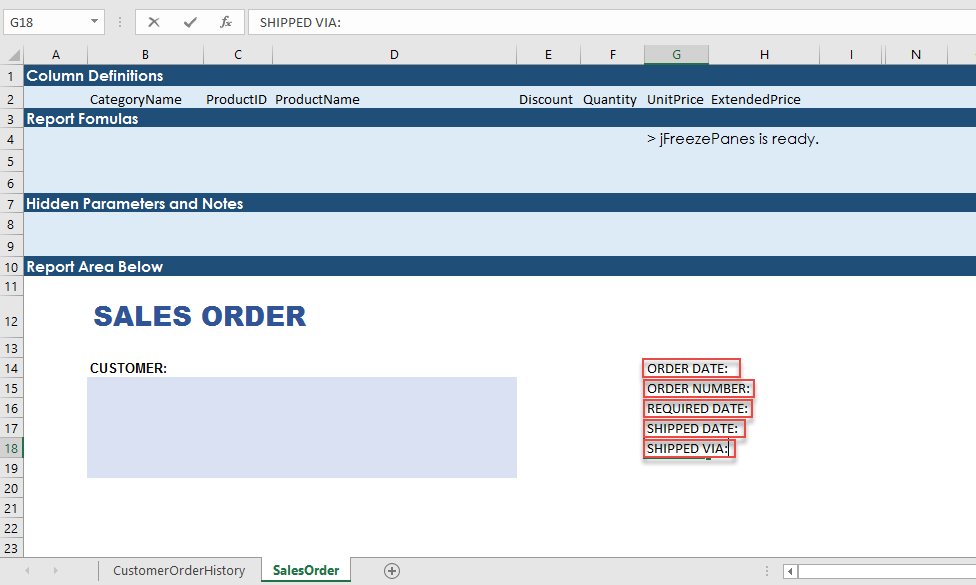 G18 fx SHIPPED VIA:
A B C D E F G H I N
1 Column Definitions
2 CategoryName ProductID ProductName Discount Quantity UnitPrice ExtendedPrice
3 Report Fomulas
4 > jFreezePanes is ready.
5
6
7 Hidden Parameters and Notes
8
9
10 Report Area Below
11
12 SALES ORDER
13
14 CUSTOMER: ORDER DATE:
15 ORDER NUMBER:
16 REQUIRED DATE:
17 SHIPPED DATE:
18 SHIPPED VIA:
19
20
21
22
23
CustomerOrderHistory SalesOrder